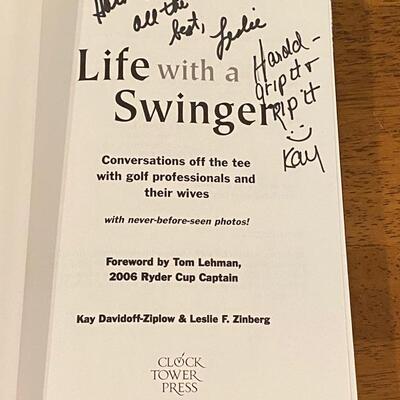 all the
best, Leslie
Harold-
grip it &
Rip it
Kay
Life with a
Swinger
Conversations off the tee
with golf professionals and
their wives
with never-before-seen photos!
Foreword by Tom Lehman,
2006 Ryder Cup Captain
Kay Davidoff-Ziplow & Leslie F. Zinberg
CLOCK
TOWER
PRESS